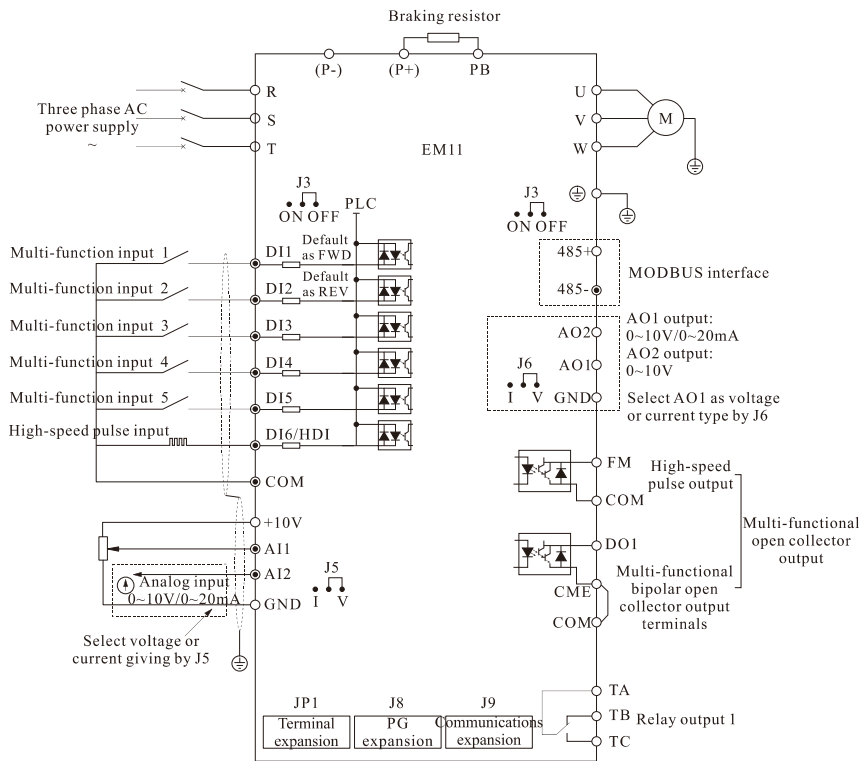 Braking resistor
(P-)
(P+)
PB
R
S
T
Three phase AC
power supply
~
EM11
U
V
W
M
J3
ON OFF
PLC
J3
ON OFF
Multi-function input 1
DI1
Default
as FWD
Multi-function input 2
DI2
Default
as REV
Multi-function input 3
DI3
Multi-function input 4
DI4
Multi-function input 5
DI5
High-speed pulse input
DI6/HDI
COM
+10V
AI1
AI2
GND
Analog input
0~10V/0~20mA
J5
I V
Select voltage or
current giving by J5
485+
485-
MODBUS interface
AO2
AO1
GND
J6
I V
AO1 output:
0~10V/0~20mA
AO2 output:
0~10V
Select AO1 as voltage
or current type by J6
FM
COM
High-speed
pulse output
DO1
CME
COM
Multi-functional
bipolar open
collector output
terminals
Multi-functional
open collector
output
TA
TB
TC
Relay output 1
JP1
Terminal
expansion
J8
PG
expansion
J9
Communications
expansion